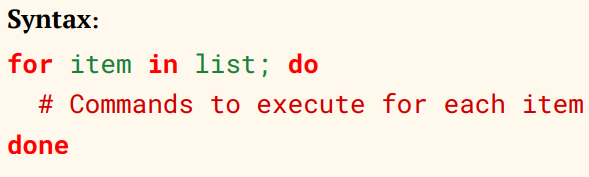 Syntax:
for item in list; do
  # Commands to execute for each item
done